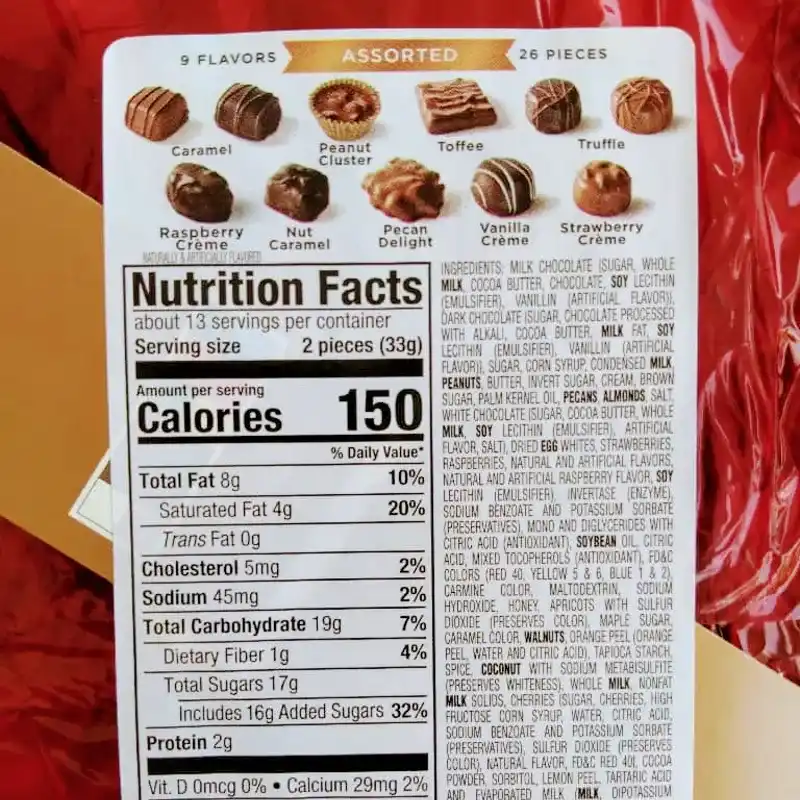 9 FLAVORS ASSORTED 26 PIECES
Caramel Peanut Cluster Toffee Truffle
Raspberry Crème Nut Caramel Pecan Delight Vanilla Crème Strawberry Crème
NATURALLY & ARTIFICIALLY FLAVORED
Nutrition Facts
about 13 servings per container
Serving size 2 pieces (33g)
Amount per serving
Calories 150
% Daily Value*
Total Fat 8g 10%
Saturated Fat 4g 20%
Trans Fat 0g
Cholesterol 5mg 2%
Sodium 45mg 2%
Total Carbohydrate 19g 7%
Dietary Fiber 1g 4%
Total Sugars 17g
Includes 16g Added Sugars 32%
Protein 2g
Vit. D 0mcg 0% • Calcium 29mg 2%
INGREDIENTS: MILK CHOCOLATE (SUGAR, WHOLE
MILK, COCOA BUTTER, CHOCOLATE, SOY LECITHIN
(EMULSIFIER), VANILLIN (ARTIFICIAL FLAVOR)),
DARK CHOCOLATE (SUGAR, CHOCOLATE PROCESSED
WITH ALKALI, COCOA BUTTER, MILK FAT, SOY
LECITHIN (EMULSIFIER), VANILLIN (ARTIFICIAL
FLAVOR)), SUGAR, CORN SYRUP, CONDENSED MILK,
PEANUTS, BUTTER, INVERT SUGAR, CREAM, BROWN
SUGAR, PALM KERNEL OIL, PECANS, ALMONDS, SALT,
WHITE CHOCOLATE (SUGAR, COCOA BUTTER, WHOLE
MILK, SOY LECITHIN (EMULSIFIER), ARTIFICIAL
FLAVOR, SALT), DRIED EGG WHITES, STRAWBERRIES,
RASPBERRIES, NATURAL AND ARTIFICIAL FLAVORS,
NATURAL AND ARTIFICIAL RASPBERRY FLAVOR, SOY
LECITHIN (EMULSIFIER), INVERTASE (ENZYME),
SODIUM BENZOATE AND POTASSIUM SORBATE
(PRESERVATIVES), MONO AND DIGLYCERIDES WITH
CITRIC ACID (ANTIOXIDANT), SOYBEAN OIL, CITRIC
ACID, MIXED TOCOPHEROLS (ANTIOXIDANT), FD&C
COLORS (RED 40, YELLOW 5 & 6, BLUE 1 & 2),
CARMINE COLOR, MALTODEXTRIN, SODIUM
HYDROXIDE, HONEY, APRICOTS WITH SULFUR
DIOXIDE (PRESERVES COLOR), MAPLE SUGAR,
CARAMEL COLOR, WALNUTS, ORANGE PEEL (ORANGE
PEEL, WATER AND CITRIC ACID), TAPIOCA STARCH,
SPICE, COCONUT WITH SODIUM METABISULFITE
(PRESERVES WHITENESS), WHOLE MILK, NONFAT
MILK SOLIDS, CHERRIES (SUGAR, CHERRIES, HIGH
FRUCTOSE CORN SYRUP, WATER, CITRIC ACID,
SODIUM BENZOATE AND POTASSIUM SORBATE
(PRESERVATIVES), SULFUR DIOXIDE (PRESERVES
COLOR), NATURAL FLAVOR, FD&C RED 40), COCOA
POWDER, SORBITOL, LEMON PEEL, TARTARIC ACID
AND EVAPORATED MILK (MILK, DIPOTASSIUM